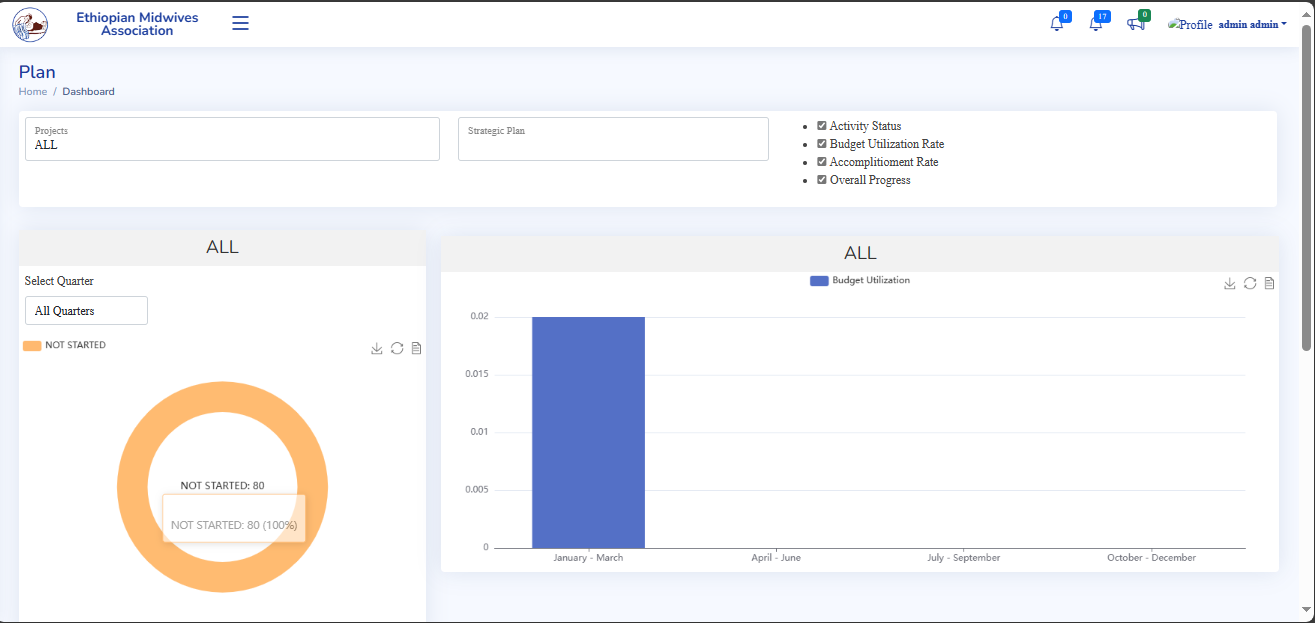 Ethiopian Midwives
Association
0
17
0
Profile admin admin
Plan
Home / Dashboard
Projects
ALL
Strategic Plan
Activity Status
Budget Utilization Rate
Accomplitioment Rate
Overall Progress
ALL
Select Quarter
All Quarters
NOT STARTED
NOT STARTED: 80
NOT STARTED: 80 (100%)
ALL
Budget Utilization
0.02
0.015
0.01
0.005
0
January - March
April - June
July - September
October - December